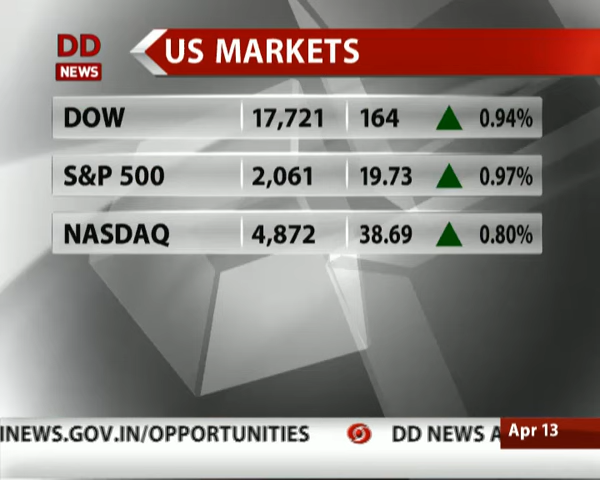 DD
NEWS
US MARKETS
DOW 17,721 164 0.94%
S&P 500 2,061 19.73 0.97%
NASDAQ 4,872 38.69 0.80%
INEWS.GOV.IN/OPPORTUNITIES DD NEWS A
Apr 13